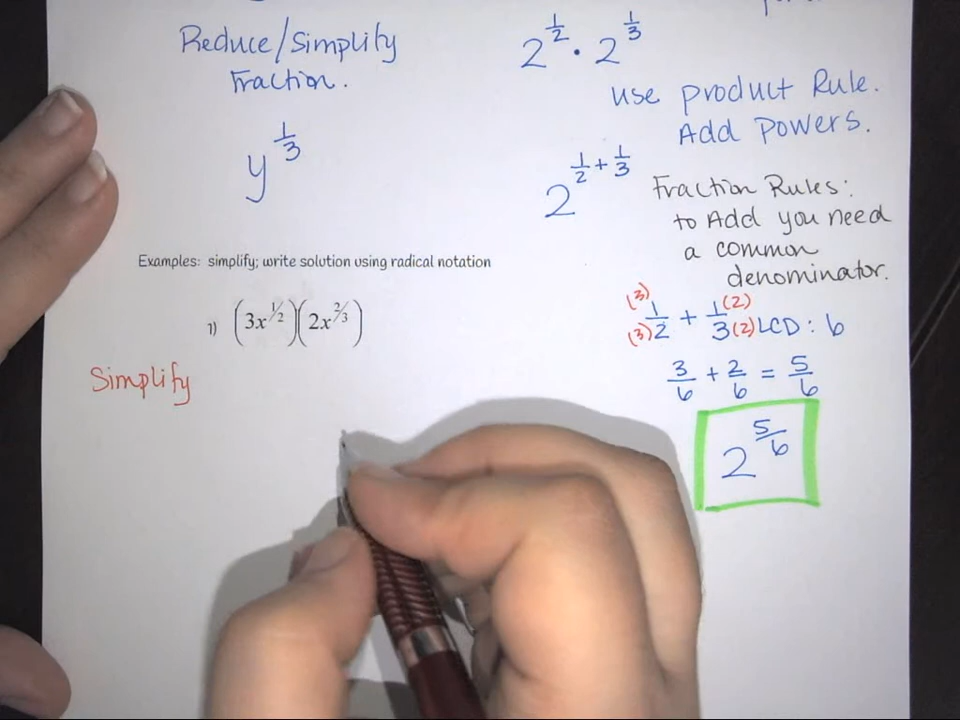 Reduce/Simplify
Fraction.
y^{1/3}
2^{1/2} · 2^{1/3}
use product Rule.
Add Powers.
2^{1/2 + 1/3}
Fraction Rules:
to Add you need
a common
denominator.
(3) 1 + 1 (2)
(3) 2 3 (2) LCD: 6
3/6 + 2/6 = 5/6
2^{5/6}
Examples: simplify; write solution using radical notation
1) (3x^{1/2})(2x^{2/3})
Simplify